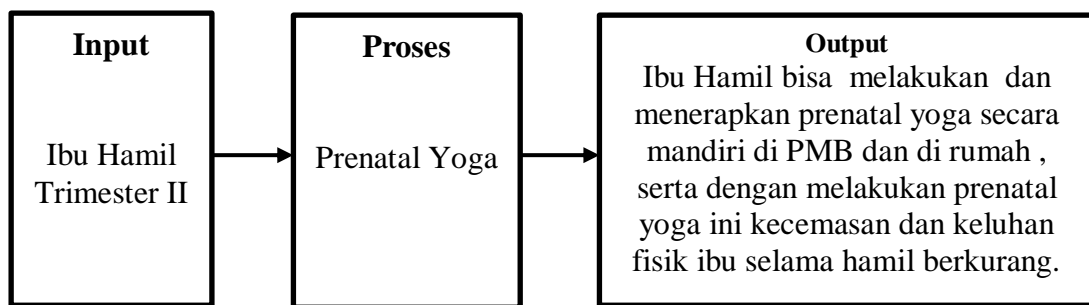 Input
Ibu Hamil
Trimester II
Proses
Prenatal Yoga
Output
Ibu Hamil bisa  melakukan  dan
menerapkan prenatal yoga secara
mandiri di PMB dan di rumah ,
serta dengan melakukan prenatal
yoga ini kecemasan dan keluhan
fisik ibu selama hamil berkurang.